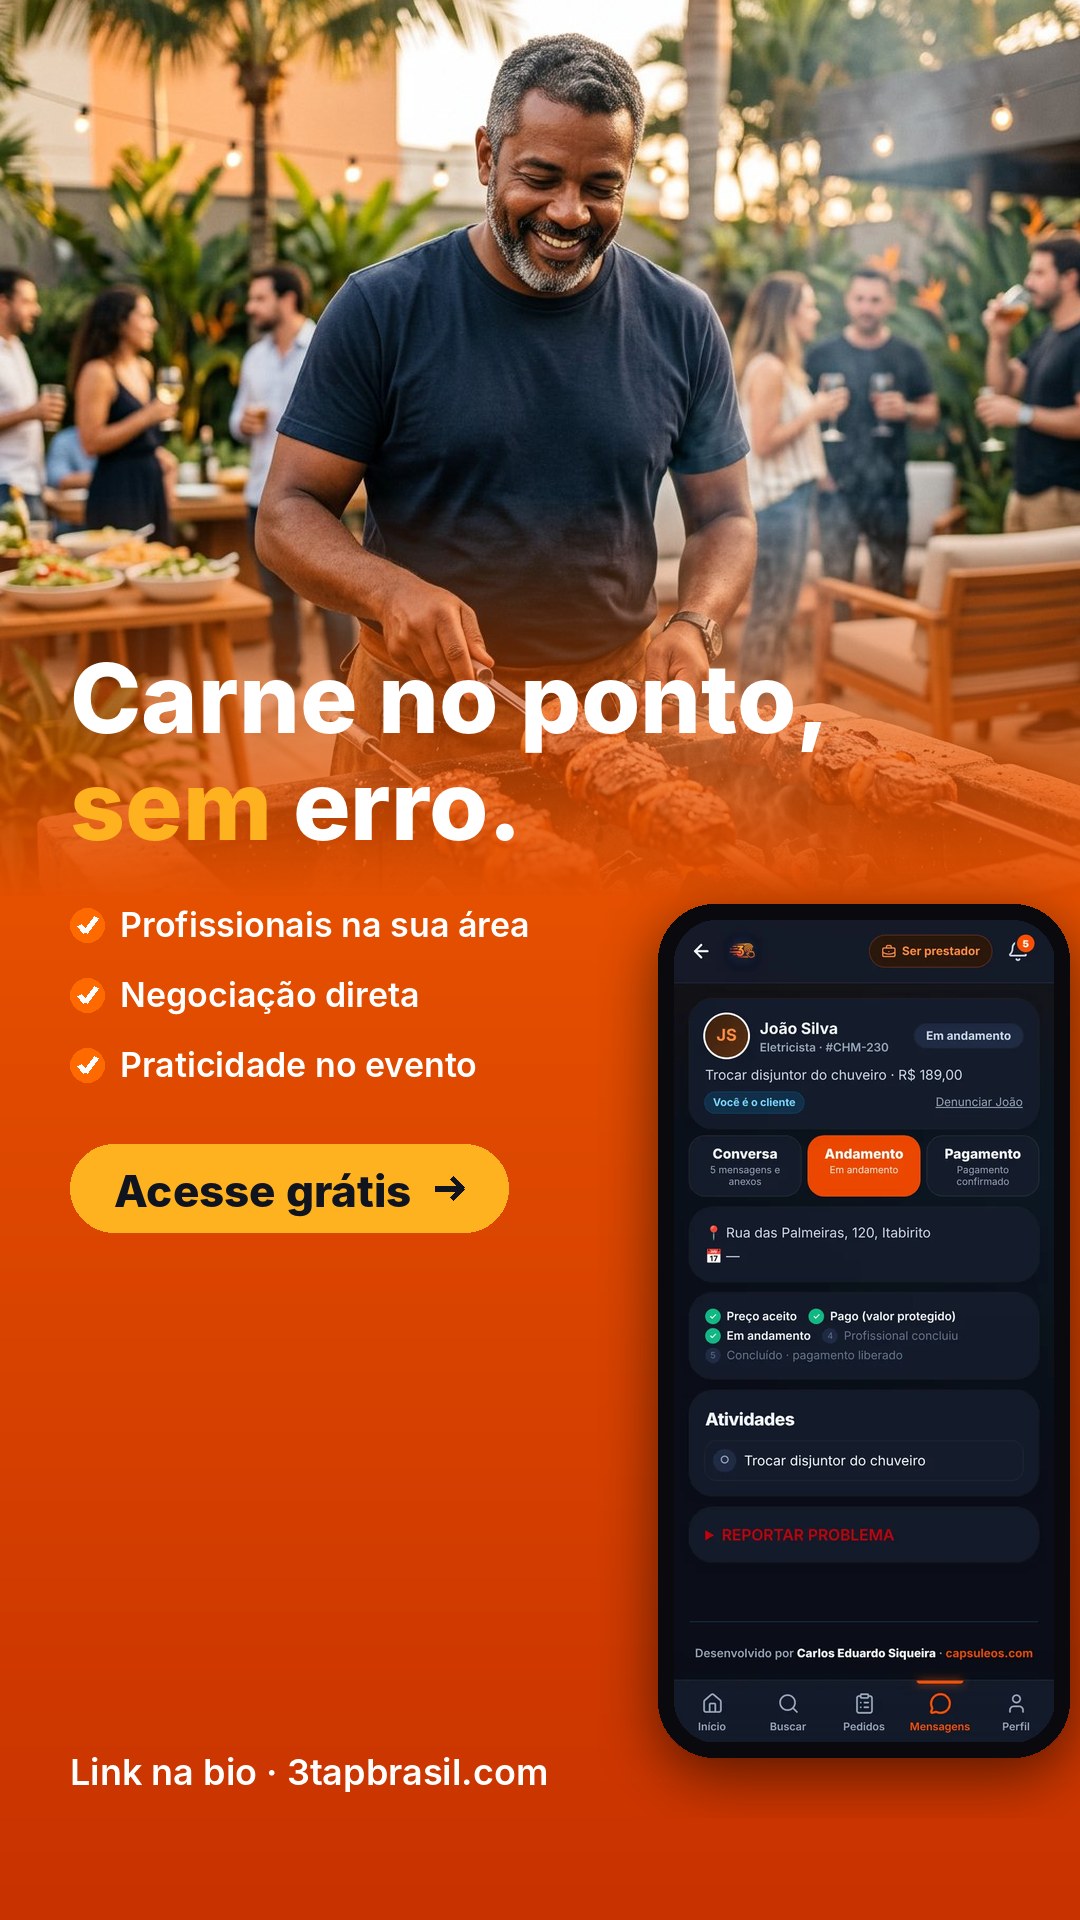 Carne no ponto,
sem erro.
Profissionais na sua área
Negociação direta
Praticidade no evento
Acesse grátis →
Link na bio · 3tapbrasil.com
Ser prestador
5
JS
João Silva
Eletricista · #CHM-230
Em andamento
Trocar disjuntor do chuveiro · R$ 189,00
Você é o cliente
Denunciar João
Conversa
5 mensagens e
anexos
Andamento
Em andamento
Pagamento
Pagamento
confirmado
Rua das Palmeiras, 120, Itabirito
17 —
Preço aceito
Pago (valor protegido)
Em andamento
4 Profissional concluiu
5 Concluído · pagamento liberado
Atividades
Trocar disjuntor do chuveiro
REPORTAR PROBLEMA
Desenvolvido por Carlos Eduardo Siqueira · capsuleos.com
Início
Buscar
Pedidos
Mensagens
Perfil